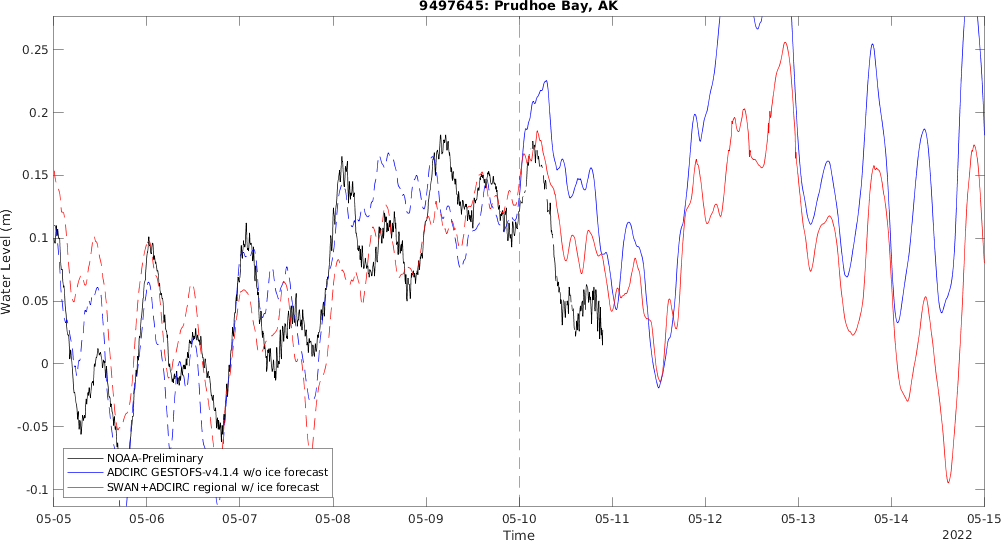 9497645: Prudhoe Bay, AK
Water Level (m)
0.25
0.2
0.15
0.1
0.05
0
-0.05
-0.1
NOAA-Preliminary
ADCIRC GESTOFS-v4.1.4 w/o ice forecast
SWAN+ADCIRC regional w/ ice forecast
05-05 05-06 05-07 05-08 05-09 05-10 05-11 05-12 05-13 05-14 05-15
Time
2022